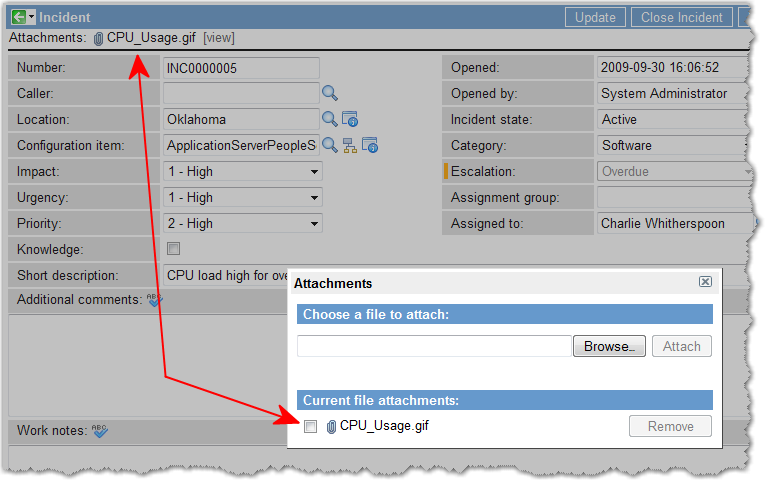 Incident Update Close Incident
Attachments: CPU_Usage.gif [view]
Number: INC0000005 Opened: 2009-09-30 16:06:52
Caller: Opened by: System Administrator
Location: Oklahoma Incident state: Active
Configuration item: ApplicationServerPeopleS Category: Software
Impact: 1 - High Escalation: Overdue
Urgency: 1 - High Assignment group:
Priority: 2 - High Assigned to: Charlie Whitherspoon
Knowledge:
Short description: CPU load high for ove
Additional comments: ABC
Attachments
Choose a file to attach:
Browse... Attach
Current file attachments:
CPU_Usage.gif Remove
Work notes: ABC